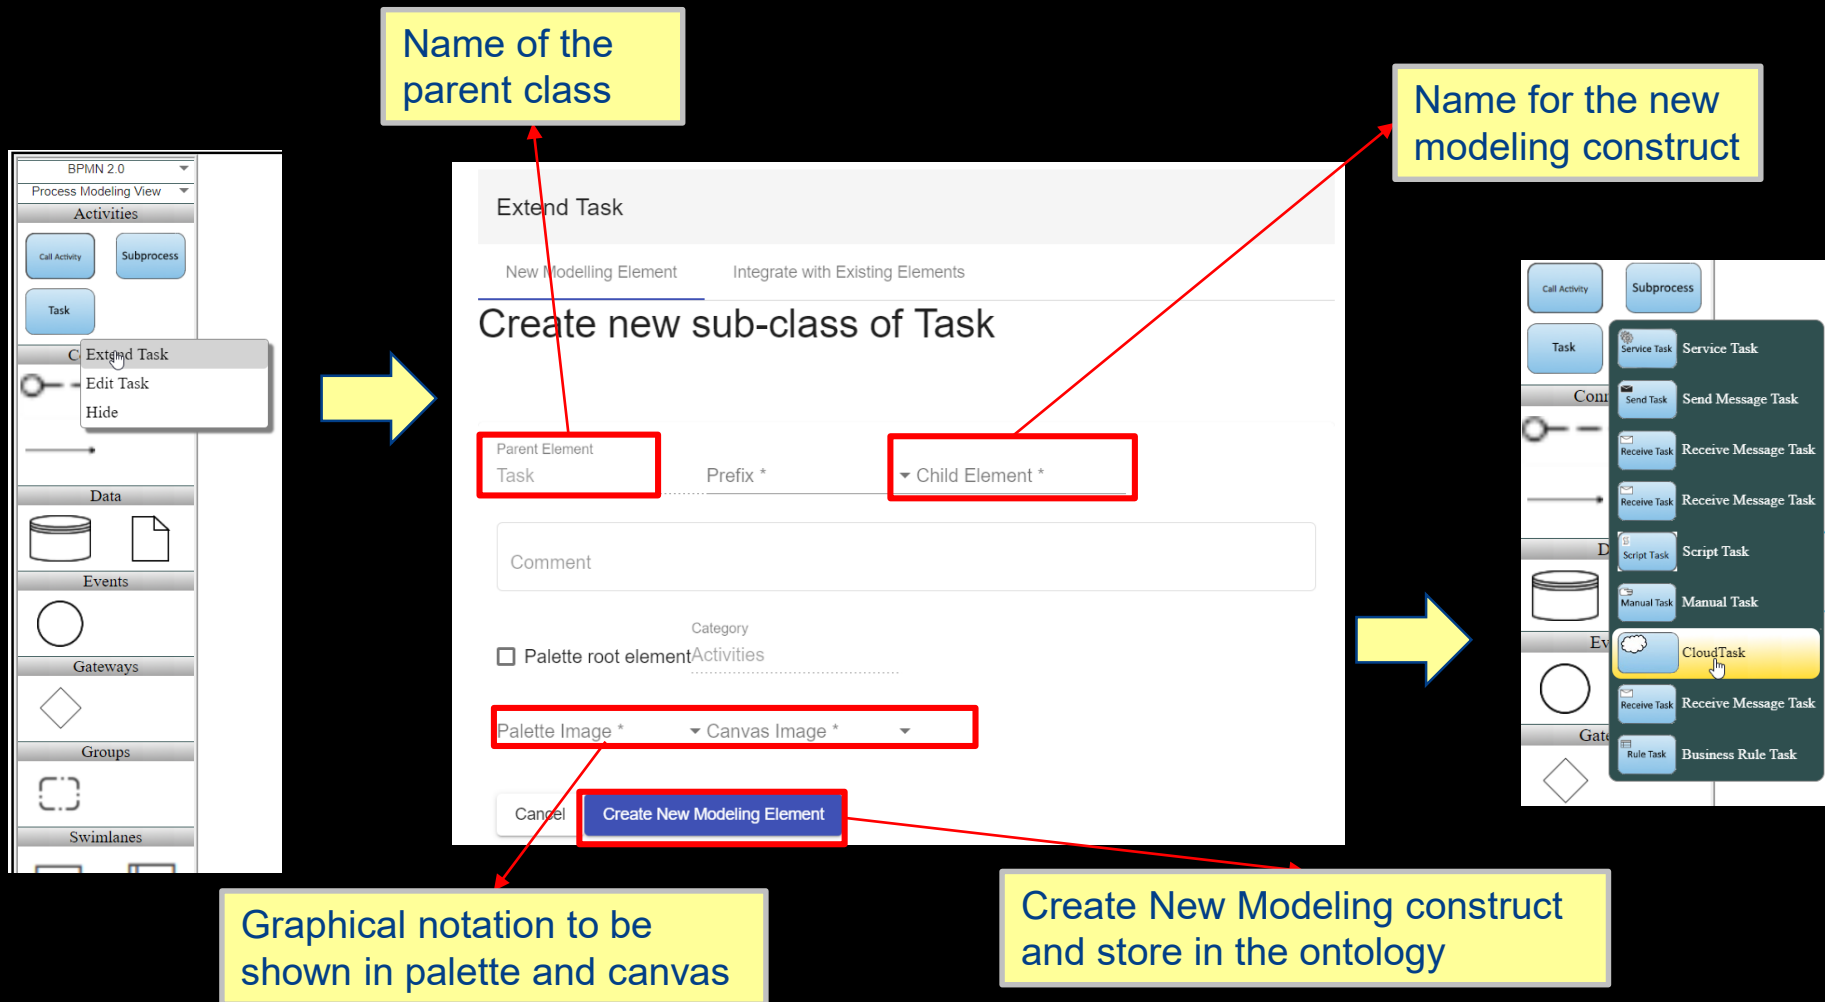 Name of the
parent class
Name for the new
modeling construct
BPMN 2.0
Process Modeling View
Activities
Call Activity
Subprocess
Task
Extend Task
Edit Task
Hide
Data
Events
Gateways
Groups
Swimlanes
Extend Task
New Modelling Element
Integrate with Existing Elements
Create new sub-class of Task
Parent Element
Task
Prefix *
Child Element *
Comment
Palette root element
Category
Activities
Palette Image *
Canvas Image *
Cancel
Create New Modeling Element
Call Activity
Subprocess
Task
Service Task Service Task
Send Task Send Message Task
Receive Task Receive Message Task
Receive Task Receive Message Task
Script Task Script Task
Manual Task Manual Task
CloudTask
Receive Task Receive Message Task
Rule Task Business Rule Task
Graphical notation to be
shown in palette and canvas
Create New Modeling construct
and store in the ontology